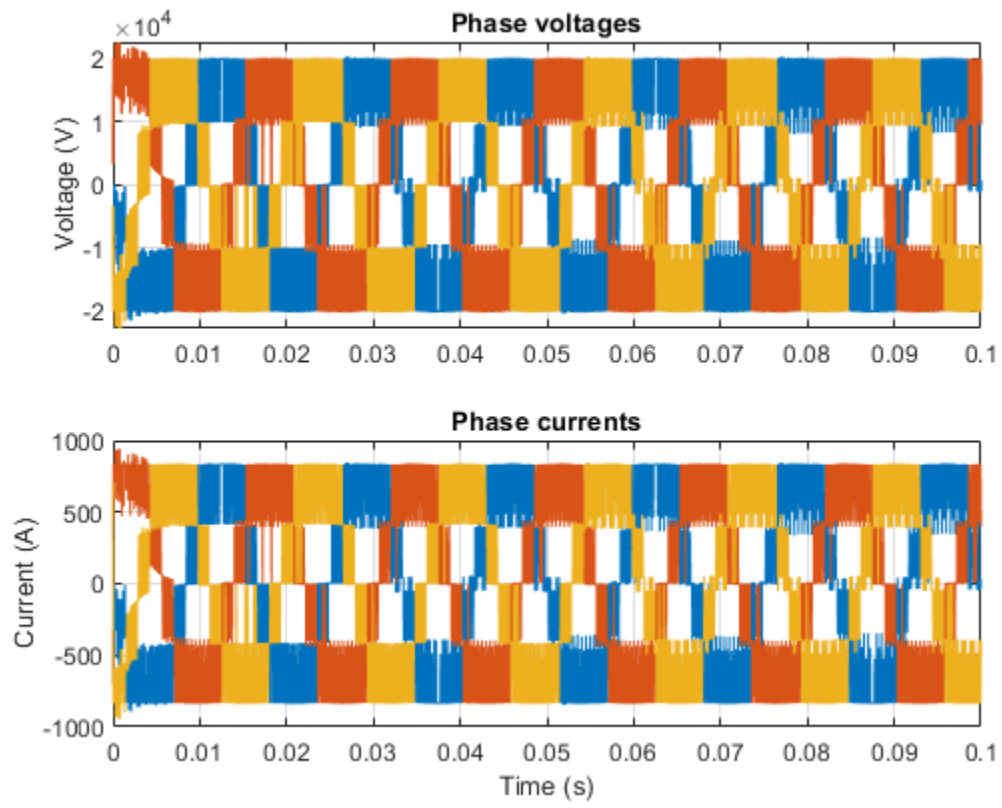 ×10⁴
Phase voltages
Voltage (V)
2
1
0
-1
-2
0 0.01 0.02 0.03 0.04 0.05 0.06 0.07 0.08 0.09 0.1
Phase currents
Current (A)
1000
500
0
-500
-1000
0 0.01 0.02 0.03 0.04 0.05 0.06 0.07 0.08 0.09 0.1
Time (s)